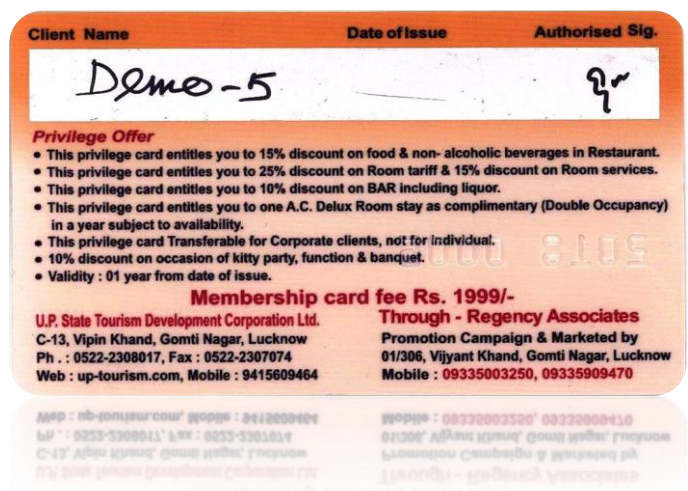 Client Name Date of Issue Authorised Sig.
Demo-5
Privilege Offer
• This privilege card entitles you to 15% discount on food & non- alcoholic beverages in Restaurant.
• This privilege card entitles you to 25% discount on Room tariff & 15% discount on Room services.
• This privilege card entitles you to 10% discount on BAR including liquor.
• This privilege card entitles you to one A.C. Delux Room stay as complimentary (Double Occupancy)
in a year subject to availability.
• This privilege card Transferable for Corporate clients, not for individual.
• 10% discount on occasion of kitty party, function & banquet.
• Validity : 01 year from date of issue.
Membership card fee Rs. 1999/-
U.P. State Tourism Development Corporation Ltd.
C-13, Vipin Khand, Gomti Nagar, Lucknow
Ph . : 0522-2308017, Fax : 0522-2307074
Web : up-tourism.com, Mobile : 9415609464
Through - Regency Associates
Promotion Campaign & Marketed by
01/306, Vijyant Khand, Gomti Nagar, Lucknow
Mobile : 09335003250, 09335909470